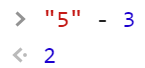 > "5" - 3
<· 2